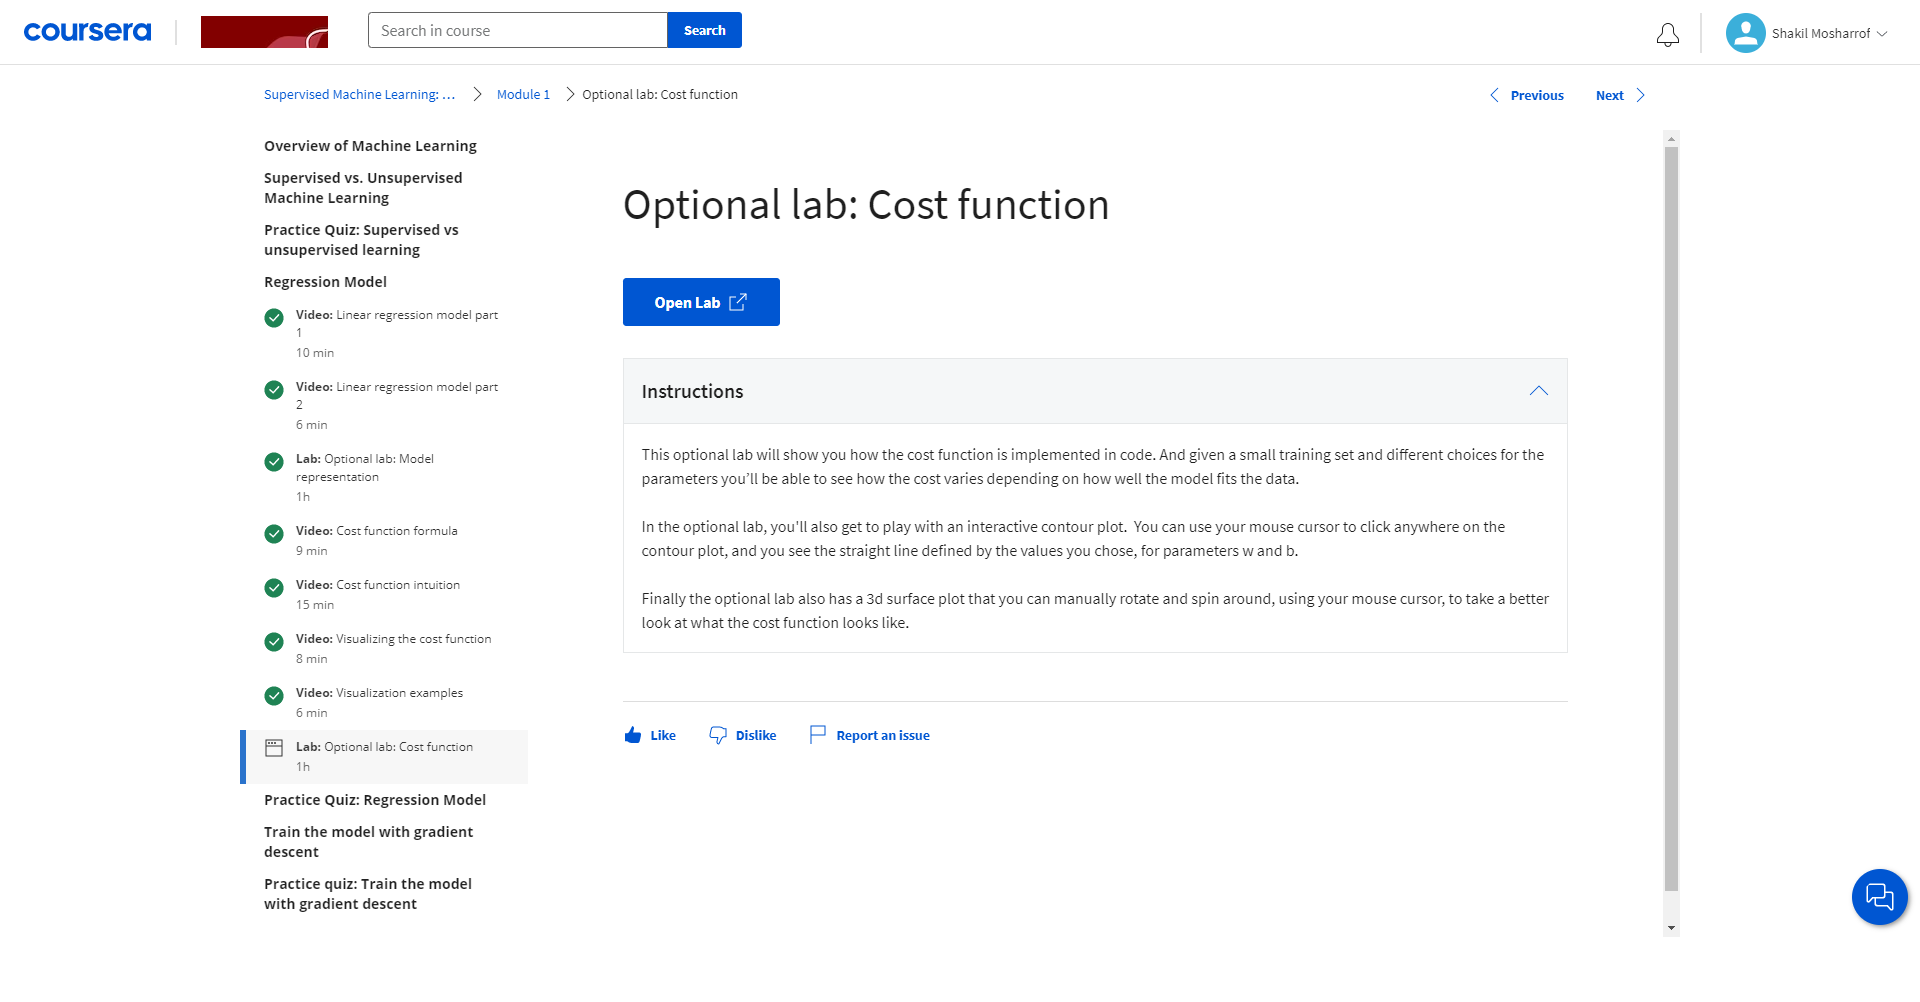 coursera
Search in course
Search
Shakil Mosharrof
Supervised Machine Learning: ...
Module 1
Optional lab: Cost function
Previous
Next
Overview of Machine Learning
Supervised vs. Unsupervised
Machine Learning
Practice Quiz: Supervised vs
unsupervised learning
Regression Model
Video: Linear regression model part
1
10 min
Video: Linear regression model part
2
6 min
Lab: Optional lab: Model
representation
1h
Video: Cost function formula
9 min
Video: Cost function intuition
15 min
Video: Visualizing the cost function
8 min
Video: Visualization examples
6 min
Lab: Optional lab: Cost function
1h
Practice Quiz: Regression Model
Train the model with gradient
descent
Practice quiz: Train the model
with gradient descent
Optional lab: Cost function
Open Lab
Instructions
This optional lab will show you how the cost function is implemented in code. And given a small training set and different choices for the
parameters you’ll be able to see how the cost varies depending on how well the model fits the data.
In the optional lab, you'll also get to play with an interactive contour plot.  You can use your mouse cursor to click anywhere on the
contour plot, and you see the straight line defined by the values you chose, for parameters w and b.
Finally the optional lab also has a 3d surface plot that you can manually rotate and spin around, using your mouse cursor, to take a better
look at what the cost function looks like.
Like
Dislike
Report an issue